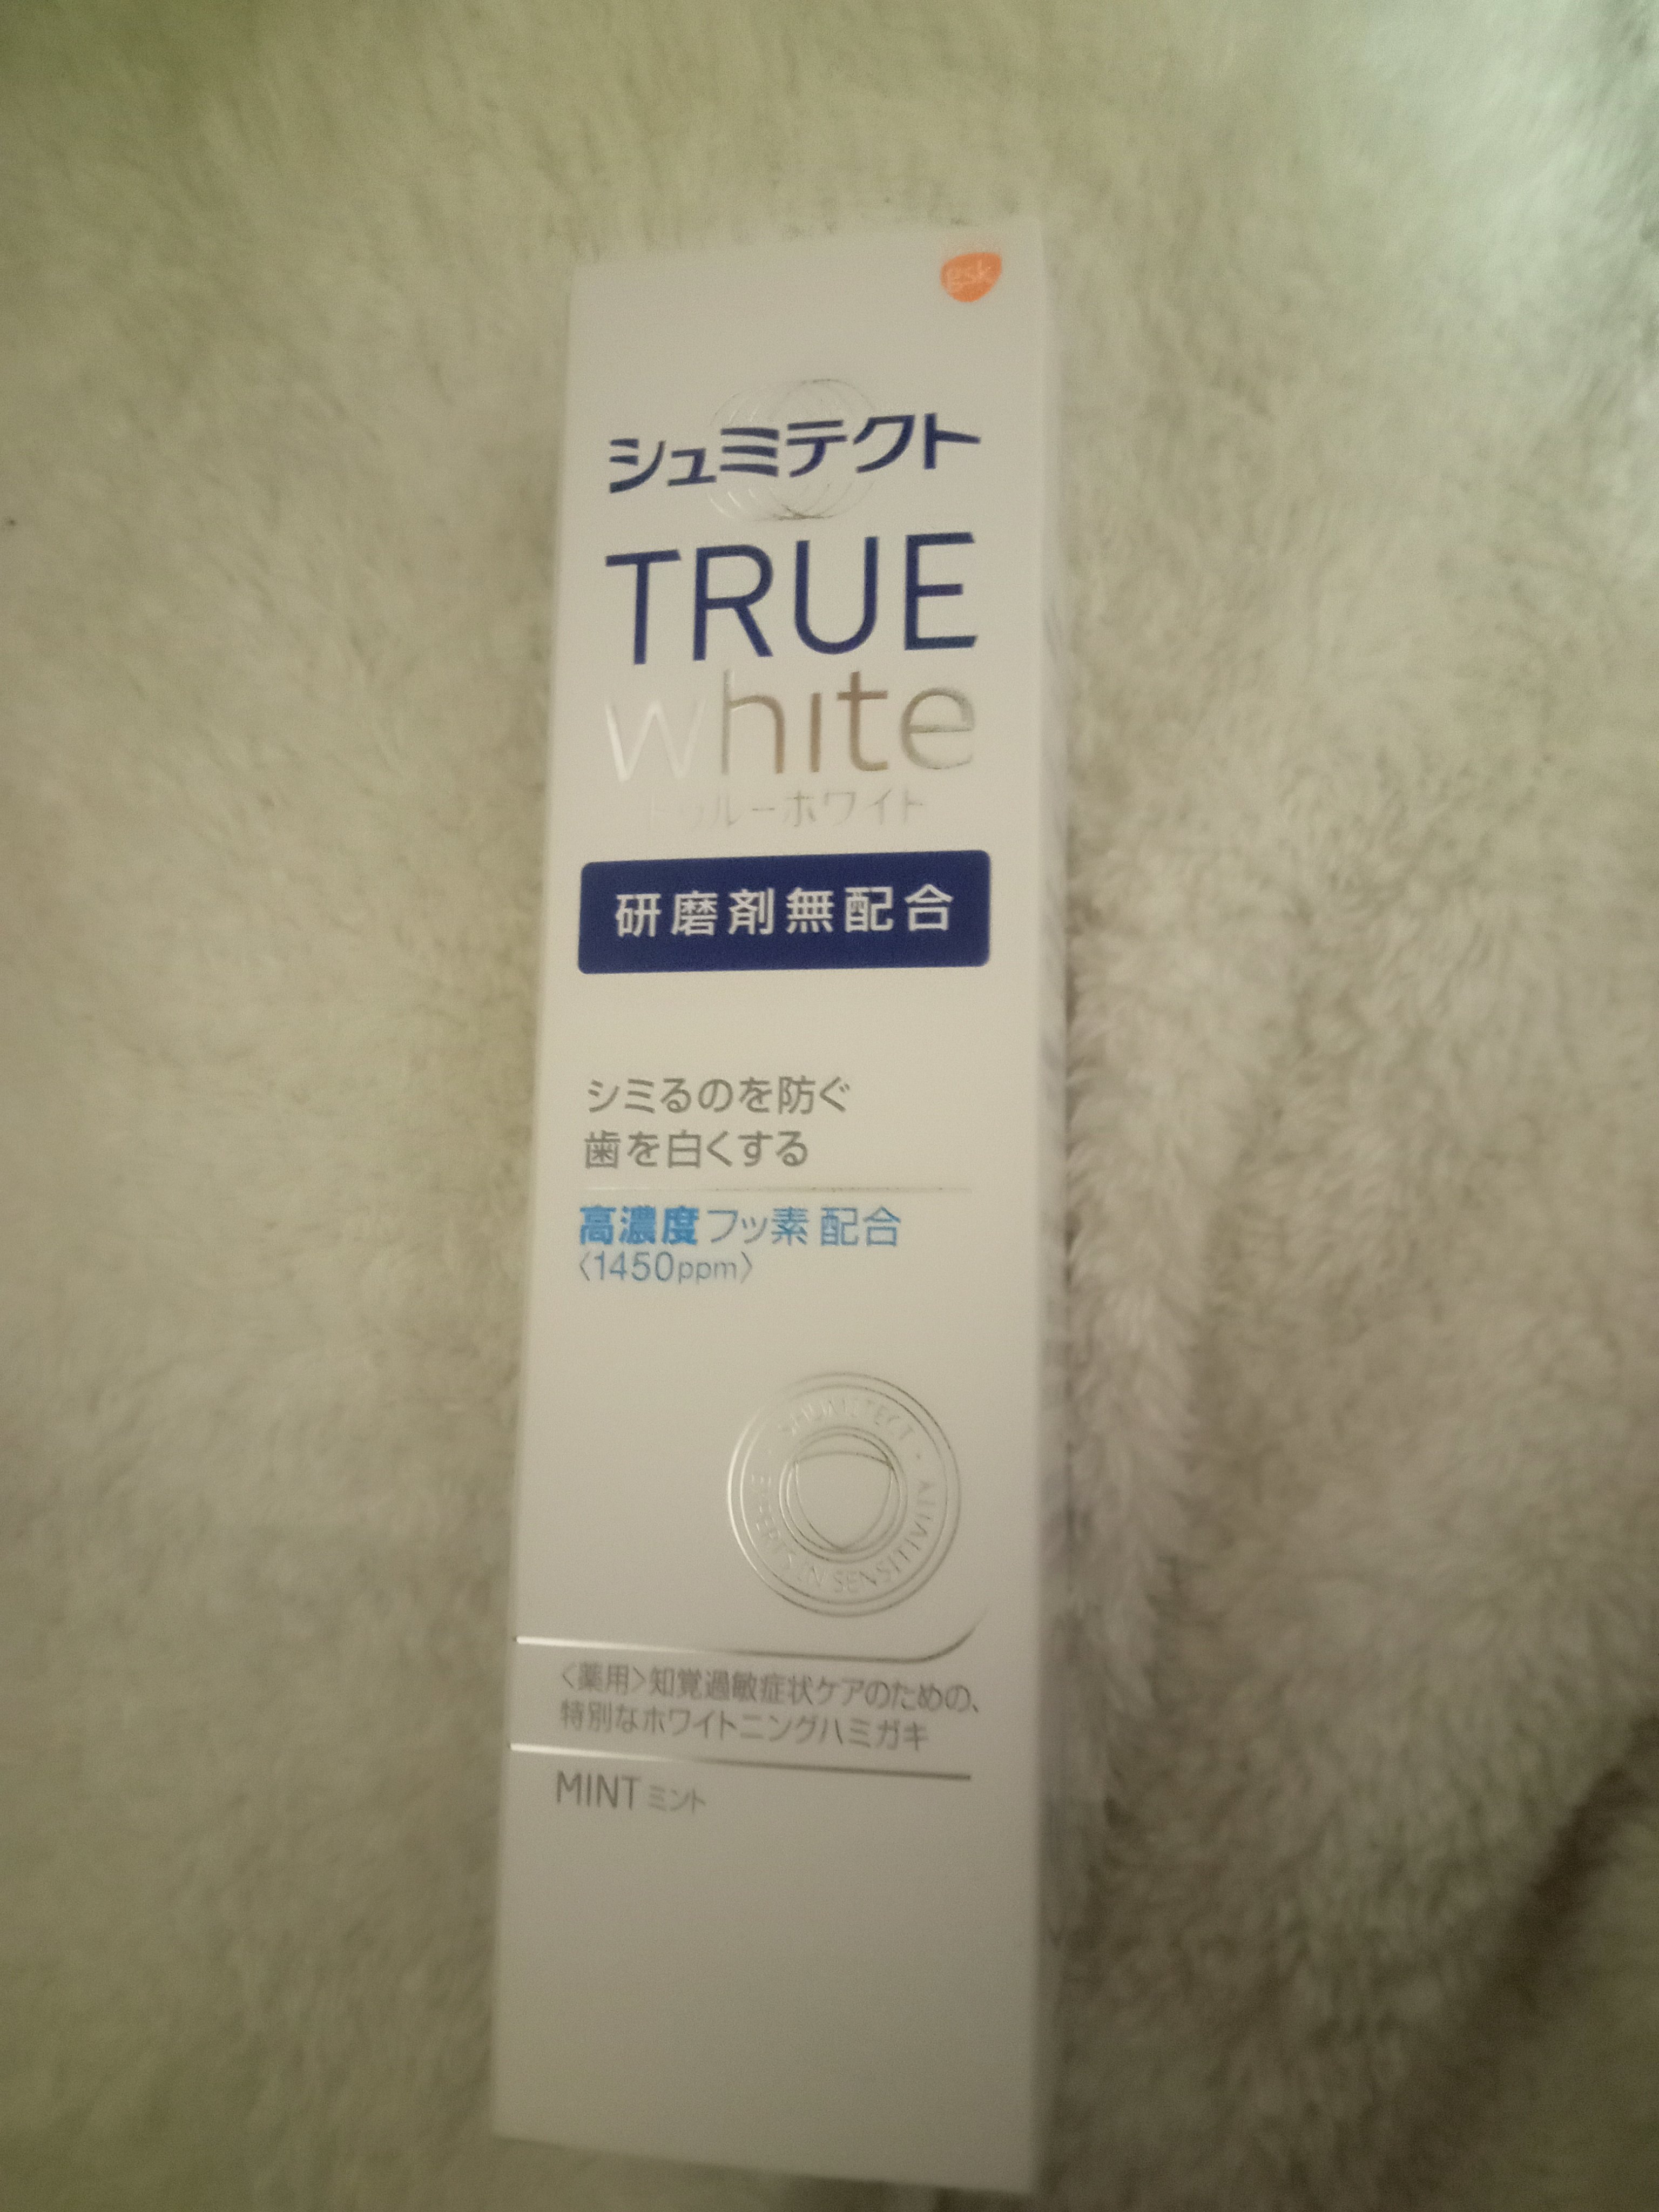 gsk
シュミテクト
TRUE
white
トゥルーホワイト
研磨剤無配合
シミるのを防ぐ
歯を白くする
高濃度フッ素 配合
〈1450ppm〉
SHUMITECT・EXPERTS IN SENSITIVITY
〈薬用〉知覚過敏症状ケアのための、
特別なホワイトニングハミガキ
MINT ミント